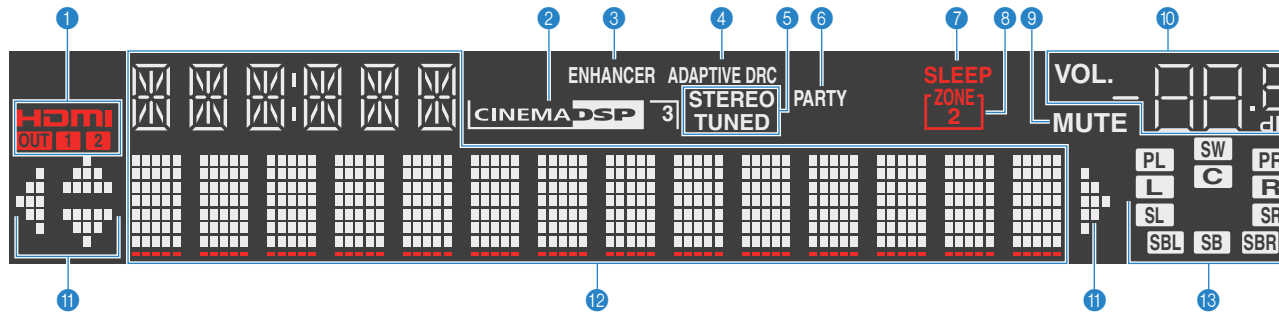 1 2 3 4 5 6 7 8 9 10
ENHANCER ADAPTIVE DRC
SLEEP
VOL.
HDMI
OUT 1 2
CINEMA DSP 3
STEREO
TUNED
PARTY
ZONE
2
MUTE
PL SW
L C R
SL
SBL SB SBR
11 12 11 13